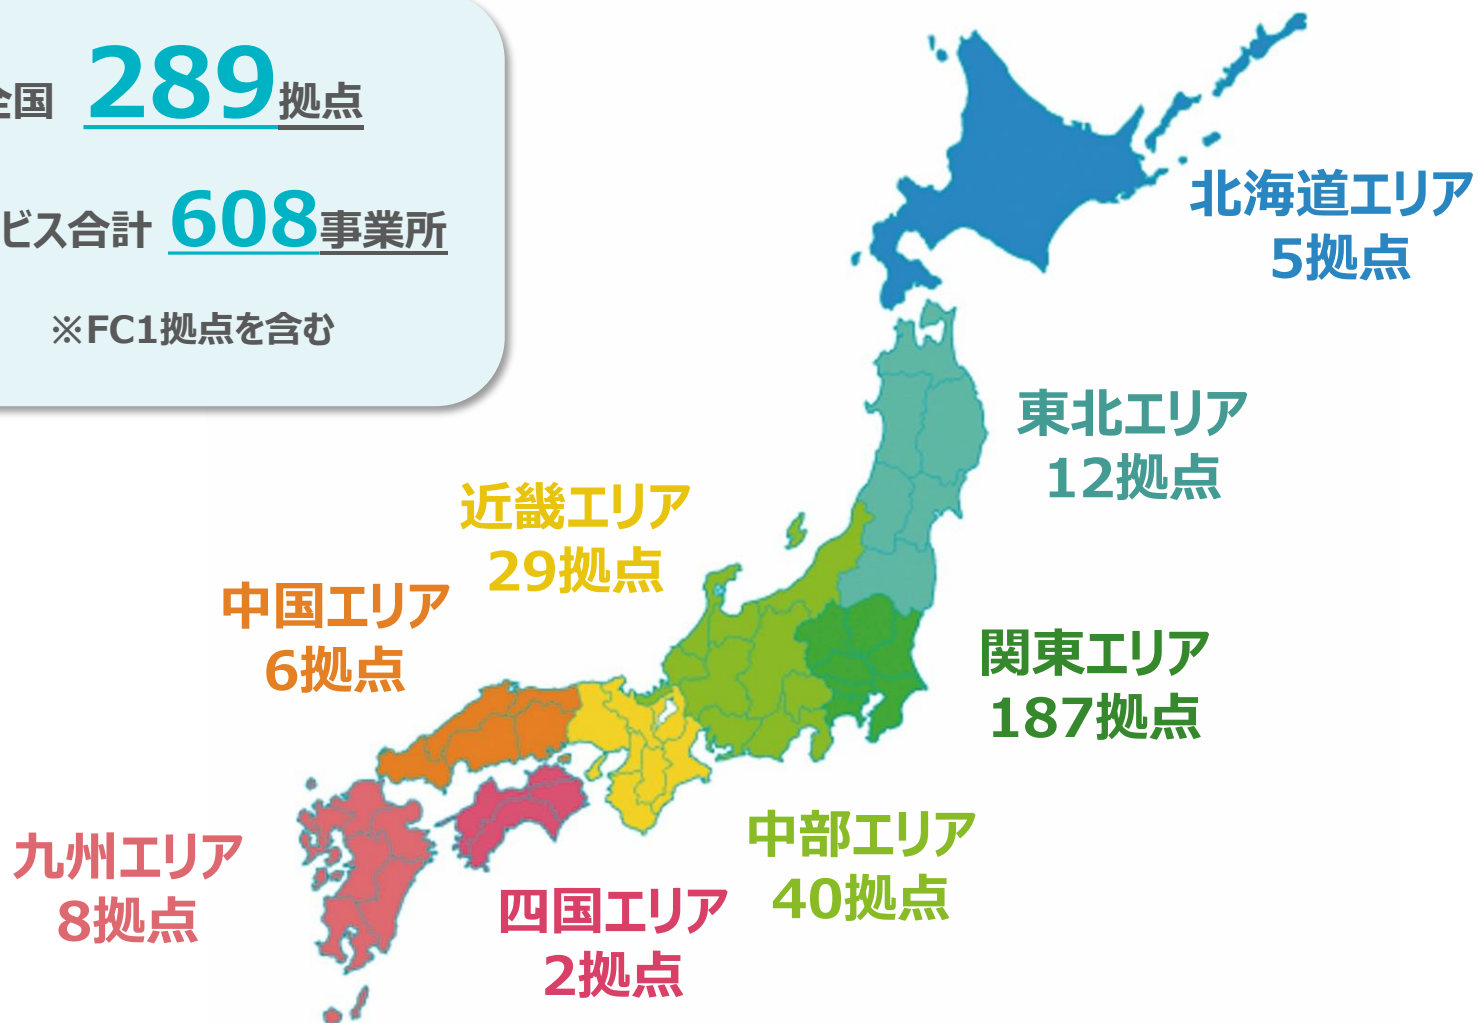 全国 289拠点
ビス合計 608事業所
※FC1拠点を含む
北海道エリア
5拠点
東北エリア
12拠点
近畿エリア
29拠点
中国エリア
6拠点
関東エリア
187拠点
中部エリア
40拠点
九州エリア
8拠点
四国エリア
2拠点